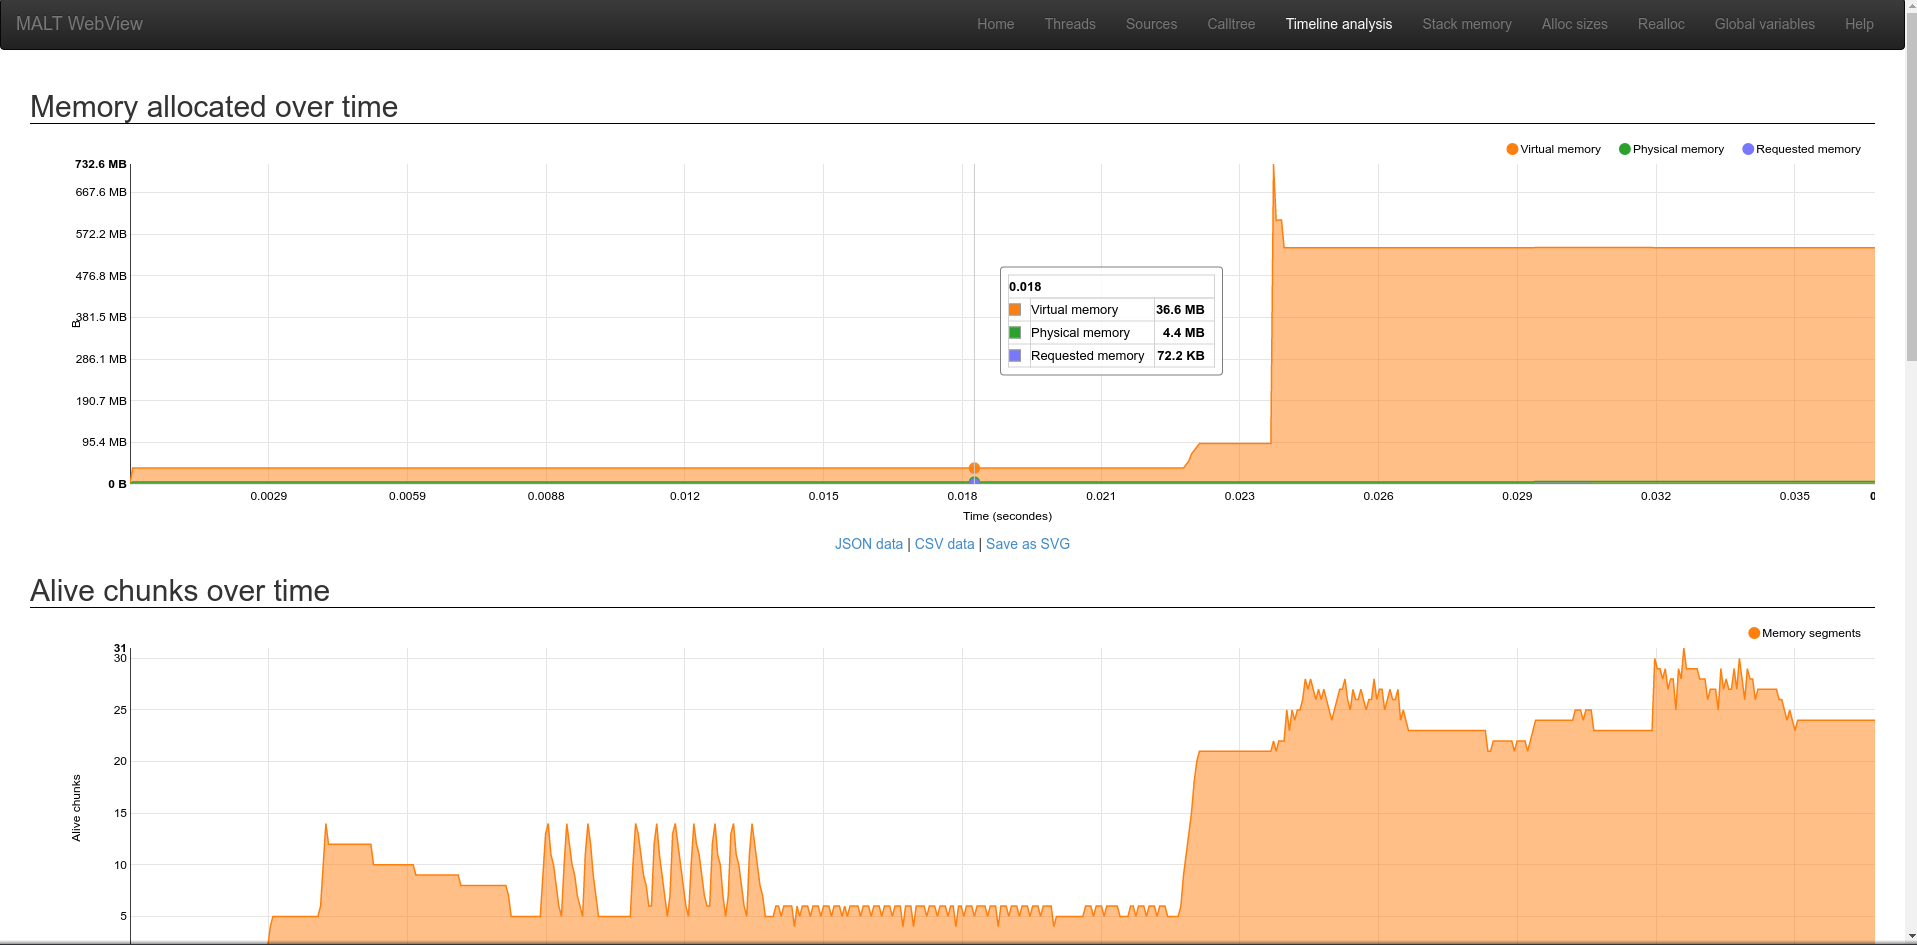 MALT WebView Home Threads Sources Calltree Timeline analysis Stack memory Alloc sizes Realloc Global variables Help
Memory allocated over time
Virtual memory Physical memory Requested memory
732.6 MB
667.6 MB
572.2 MB
476.8 MB
381.5 MB
286.1 MB
190.7 MB
95.4 MB
0 B
B
0.018
Virtual memory 36.6 MB
Physical memory 4.4 MB
Requested memory 72.2 KB
0.0029 0.0059 0.0088 0.012 0.015 0.018 0.021 0.023 0.026 0.029 0.032 0.035
Time (secondes)
JSON data | CSV data | Save as SVG
Alive chunks over time
Memory segments
31
30
25
20
15
10
5
Alive chunks